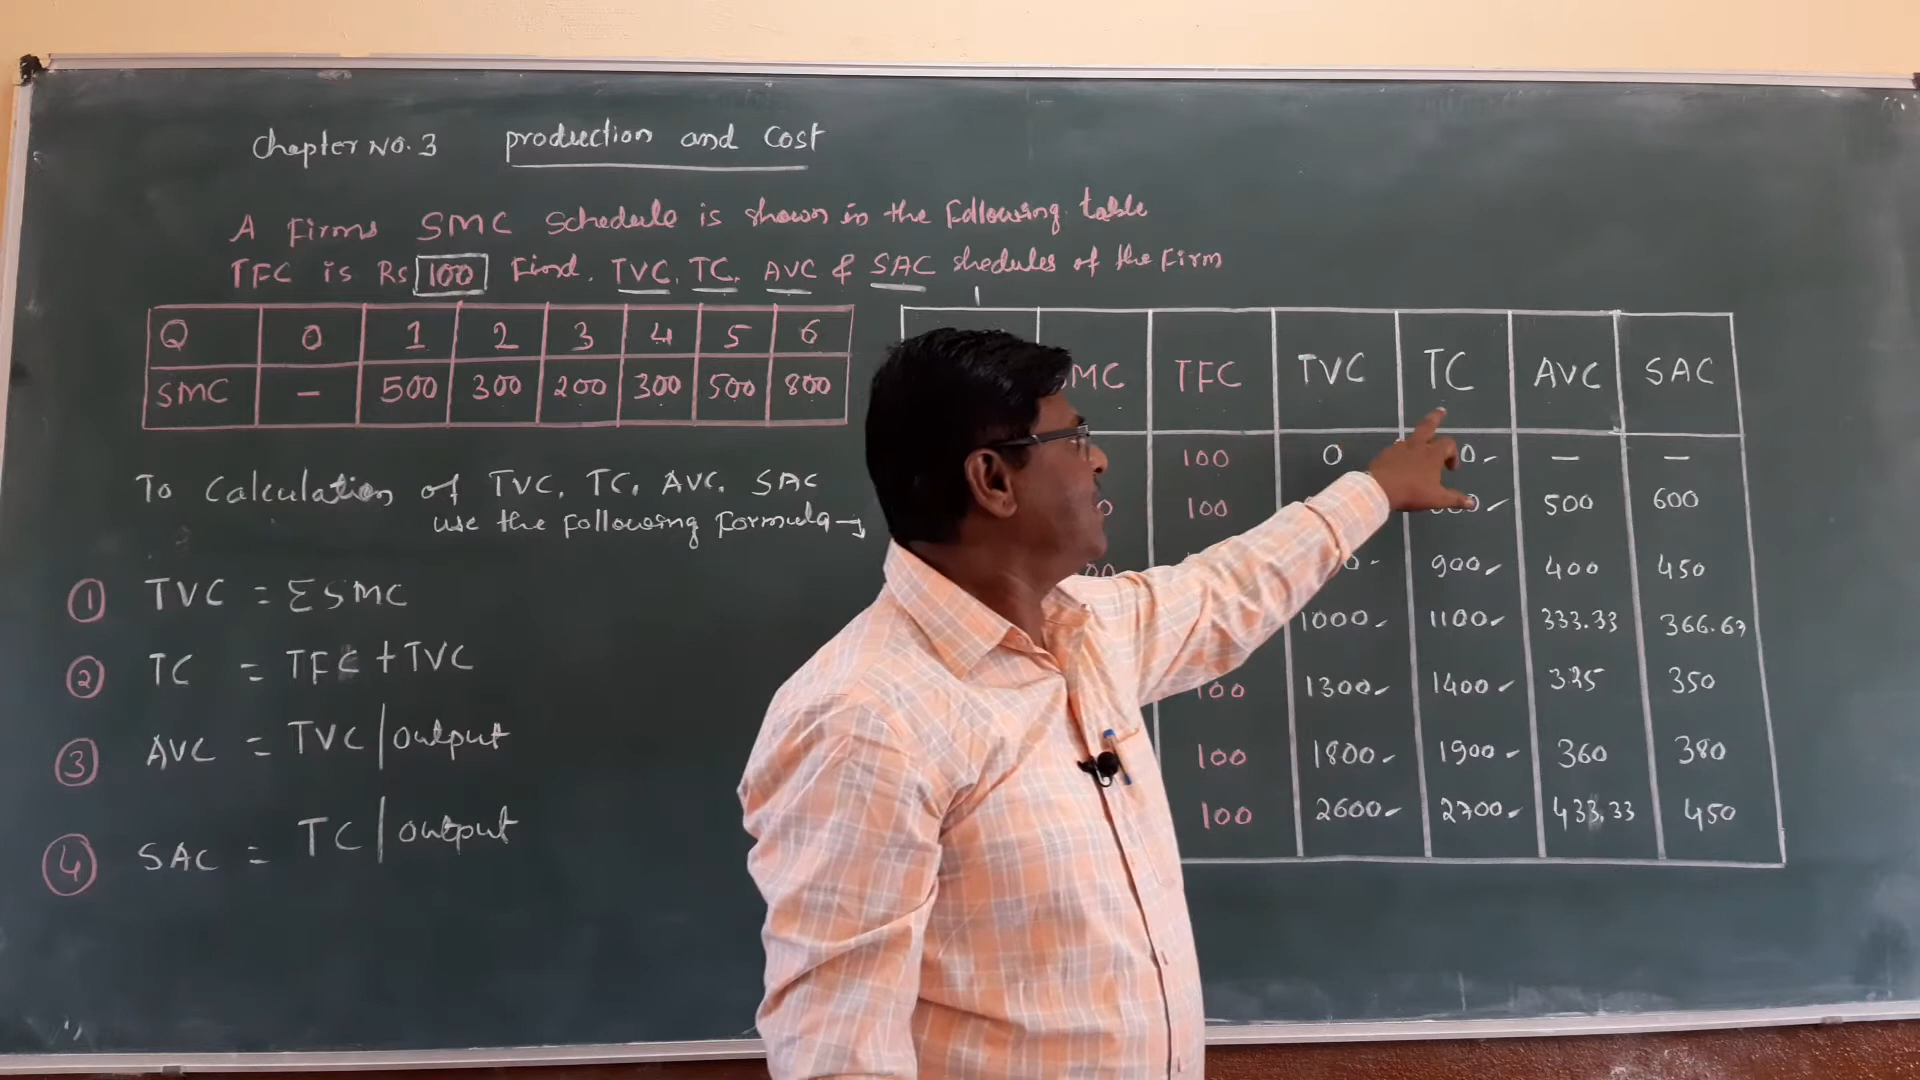 Chapter No. 3 production and Cost
A Firms SMC Schedule is shown in the Following table
TFC is Rs 100 Find. TVC, TC, AVC & SAC shedules of the Firm
Q 0 1 2 3 4 5 6
SMC – 500 300 200 300 500 800
To Calculation of TVC, TC, AVC, SAC
use the Following Formula →
① TVC = ΣSMC
② TC = TFC + TVC
③ AVC = TVC | output
④ SAC = TC | output
MC TFC TVC TC AVC SAC
100 0 – –
100 500 600
900 400 450
1000 1100 333.33 366.67
100 1300 1400 325 350
100 1800 1900 360 380
100 2600 2700 433.33 450